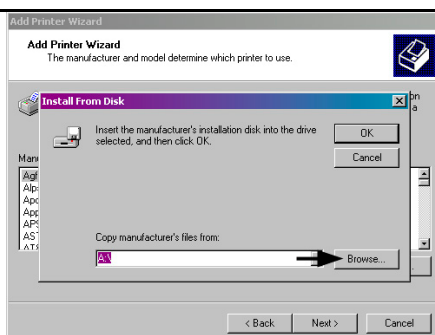 Add Printer Wizard
Add Printer Wizard
The manufacturer and model determine which printer to use.
Install From Disk
Insert the manufacturer's installation disk into the drive
selected, and then click OK.
OK
Cancel
Copy manufacturer's files from:
A:\
Browse...
< Back
Next >
Cancel